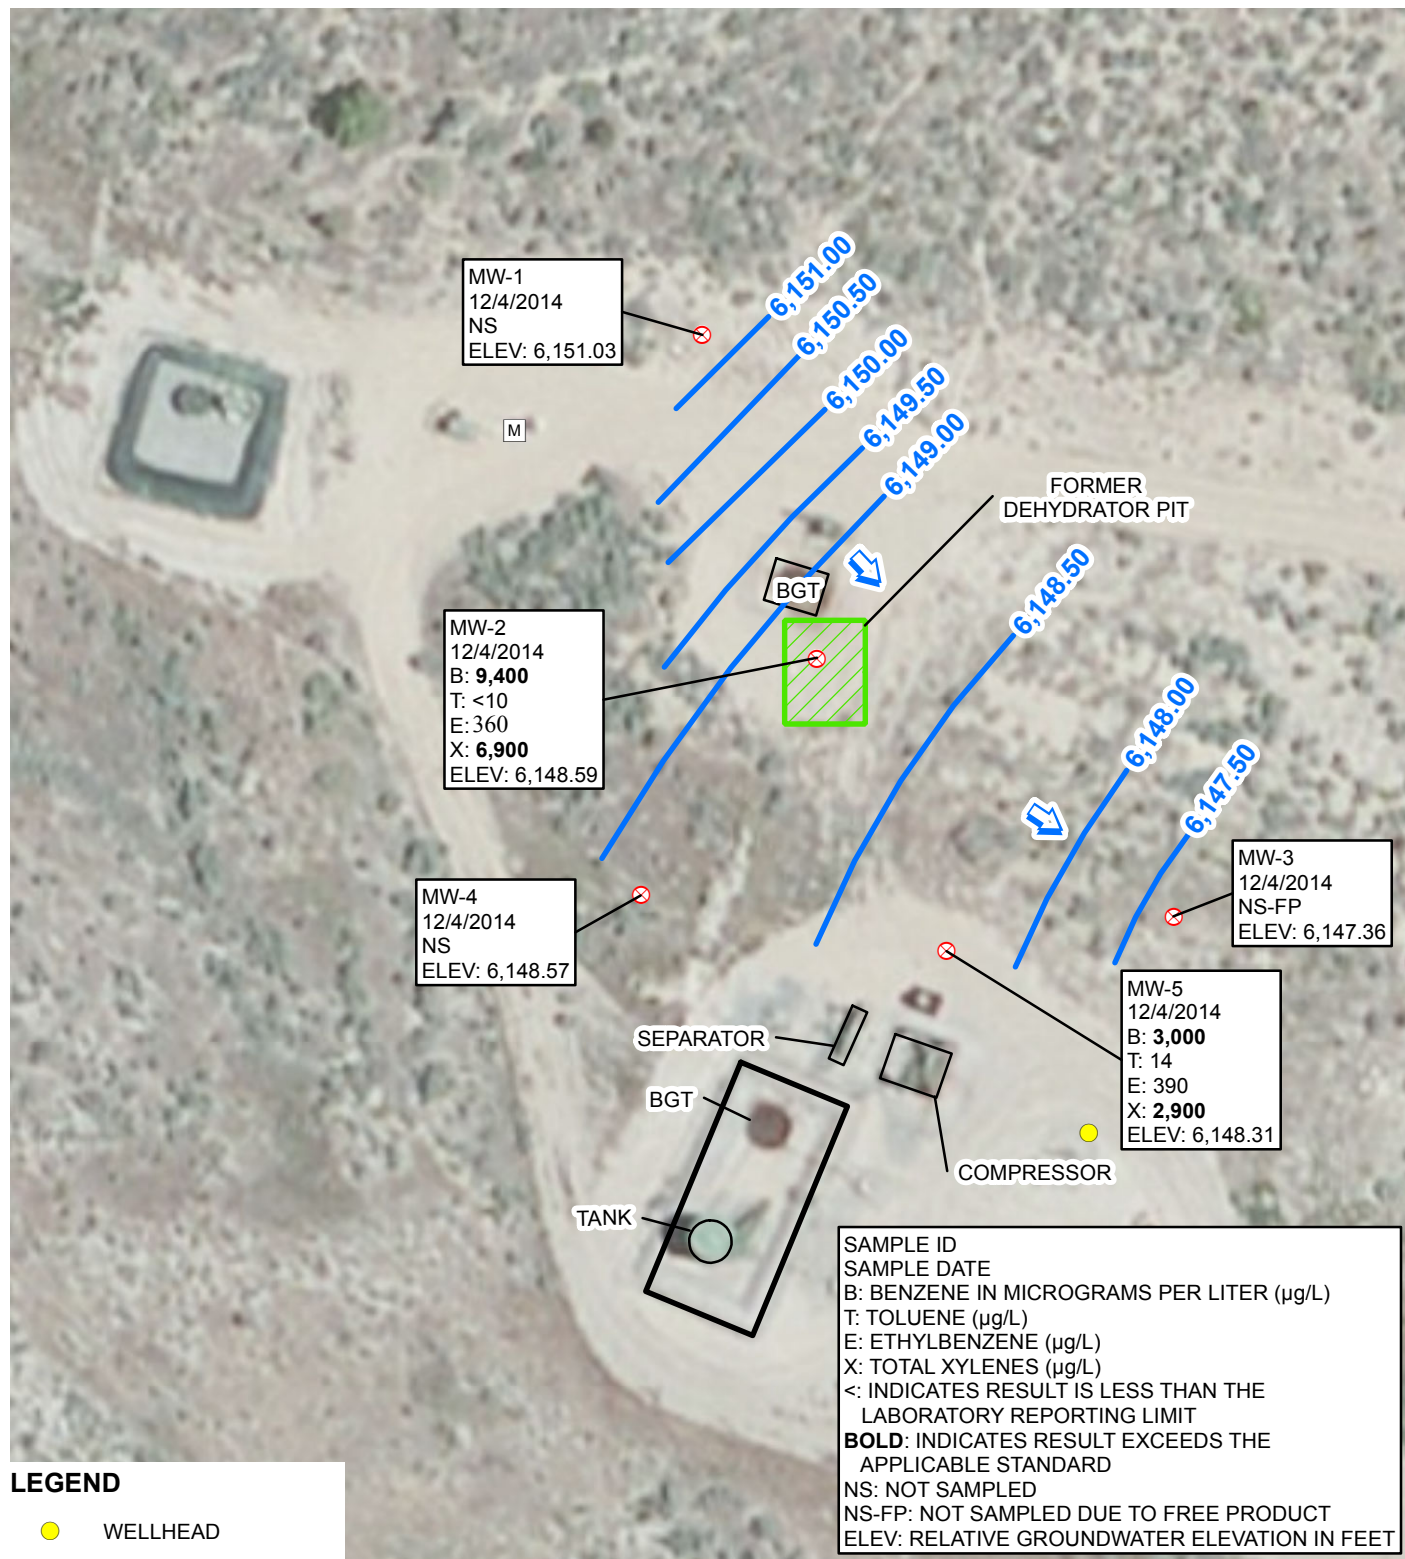 6,151.00
6,150.50
6,150.00
6,149.50
6,149.00
MW-1
12/4/2014
NS
ELEV: 6,151.03
M
FORMER
DEHYDRATOR PIT
6,148.50
BGT
MW-2
12/4/2014
B: 9,400
T: <10
E: 360
X: 6,900
ELEV: 6,148.59
6,148.00
6,147.50
MW-3
12/4/2014
NS-FP
ELEV: 6,147.36
MW-4
12/4/2014
NS
ELEV: 6,148.57
MW-5
12/4/2014
B: 3,000
T: 14
E: 390
X: 2,900
ELEV: 6,148.31
SEPARATOR
BGT
COMPRESSOR
TANK
SAMPLE ID
SAMPLE DATE
B: BENZENE IN MICROGRAMS PER LITER (µg/L)
T: TOLUENE (µg/L)
E: ETHYLBENZENE (µg/L)
X: TOTAL XYLENES (µg/L)
<: INDICATES RESULT IS LESS THAN THE
LABORATORY REPORTING LIMIT
BOLD: INDICATES RESULT EXCEEDS THE
APPLICABLE STANDARD
NS: NOT SAMPLED
NS-FP: NOT SAMPLED DUE TO FREE PRODUCT
ELEV: RELATIVE GROUNDWATER ELEVATION IN FEET
LEGEND
WELLHEAD